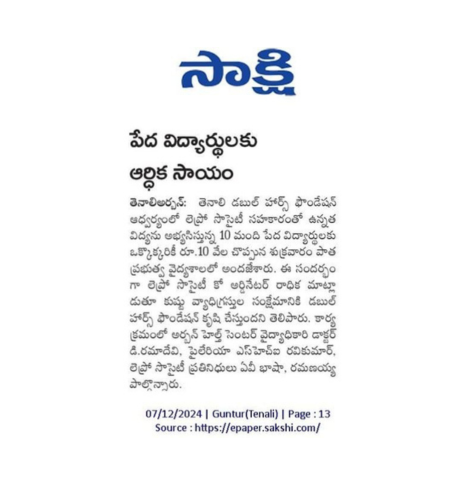 సాక్షి
పేద విద్యార్థులకు
ఆర్థిక సాయం
తెనాలిఅర్బన్: తెనాలి డబుల్ హార్స్ ఫౌండేషన్
ఆధ్వర్యంలో లెప్రో సొసైటీ సహకారంతో ఉన్నత
విద్యను అభ్యసిస్తున్న 10 మంది పేద విద్యార్థులకు
ఒక్కొక్కరికీ రూ.10 వేల చొప్పున శుక్రవారం పాత
ప్రభుత్వ వైద్యశాలలో అందజేశారు. ఈ సందర్భం
గా లెప్రో సొసైటీ కో ఆర్డినేటర్ రాధిక మాట్లా
డుతూ కుష్ఠు వ్యాధిగ్రస్తుల సంక్షేమానికి డబుల్
హార్స్ ఫౌండేషన్ కృషి చేస్తుందని తెలిపారు. కార్య
క్రమంలో అర్బన్ హెల్త్ సెంటర్ వైద్యాధికారి డాక్టర్
డి.రమాదేవి, ఫైలేరియా ఎస్‌హెచ్‌ఐ రవికుమార్,
లెప్రో సొసైటీ ప్రతినిధులు ఏవీ భాషా, రమణయ్య
పాల్గొన్నారు.
07/12/2024 | Guntur(Tenali) | Page : 13
Source : https://epaper.sakshi.com/